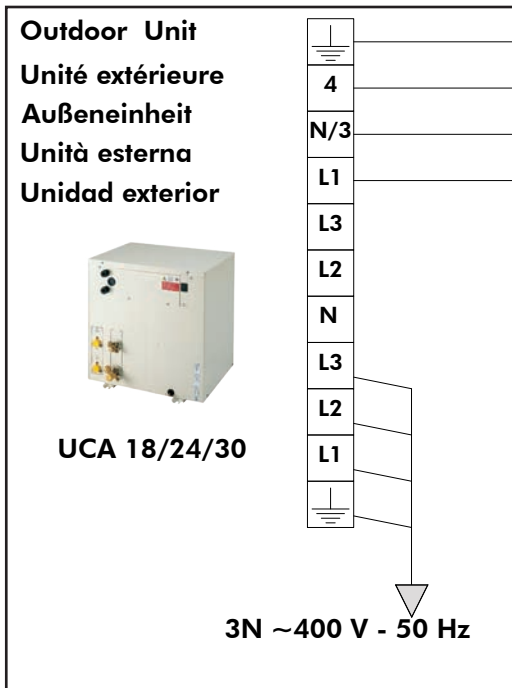 Outdoor Unit
Unité extérieure
Außeneinheit
Unità esterna
Unidad exterior
4
N/3
L1
L3
L2
N
L3
L2
L1
UCA 18/24/30
3N ~400 V - 50 Hz